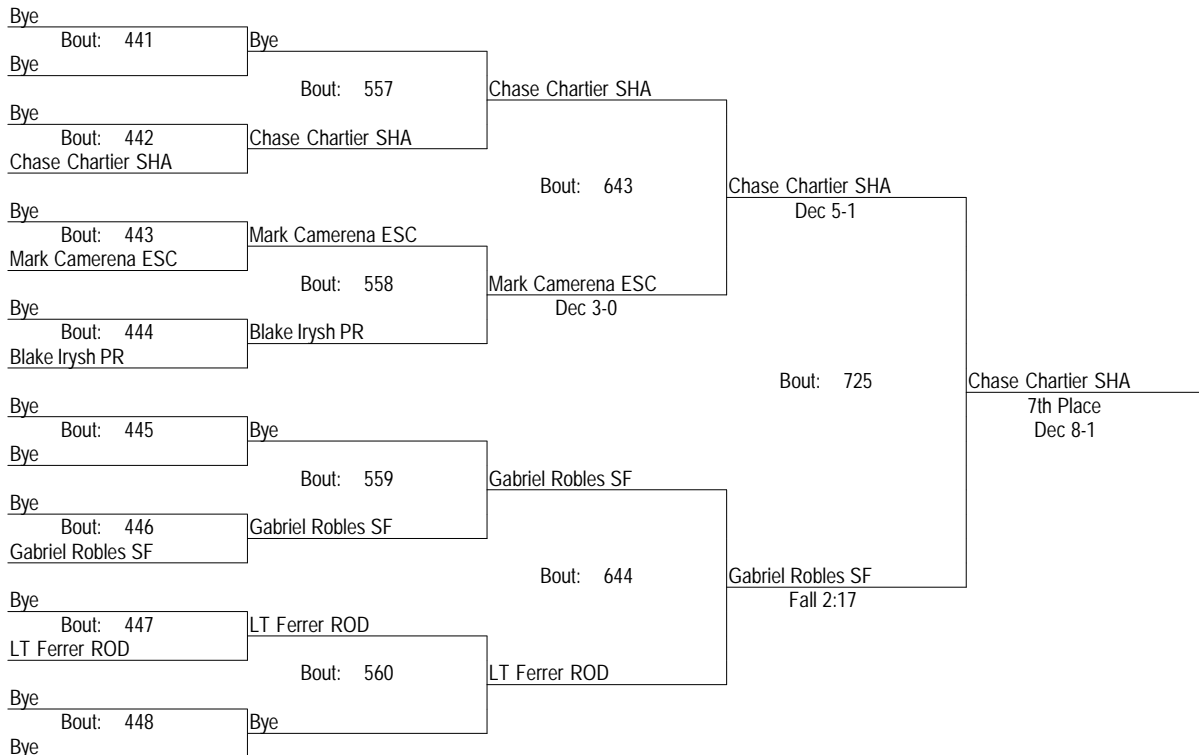 Bye
Bout: 441
Bye
Bye
Bout: 557
Chase Chartier SHA
Bye
Bout: 442
Chase Chartier SHA
Chase Chartier SHA
Bout: 643
Chase Chartier SHA
Dec 5-1
Bye
Bout: 443
Mark Camerena ESC
Mark Camerena ESC
Bout: 558
Mark Camerena ESC
Dec 3-0
Bye
Bout: 444
Blake Irysh PR
Blake Irysh PR
Bout: 725
Chase Chartier SHA
7th Place
Dec 8-1
Bye
Bout: 445
Bye
Bye
Bout: 559
Gabriel Robles SF
Bye
Bout: 446
Gabriel Robles SF
Gabriel Robles SF
Bout: 644
Gabriel Robles SF
Fall 2:17
Bye
Bout: 447
LT Ferrer ROD
LT Ferrer ROD
Bout: 560
LT Ferrer ROD
Bye
Bout: 448
Bye
Bye